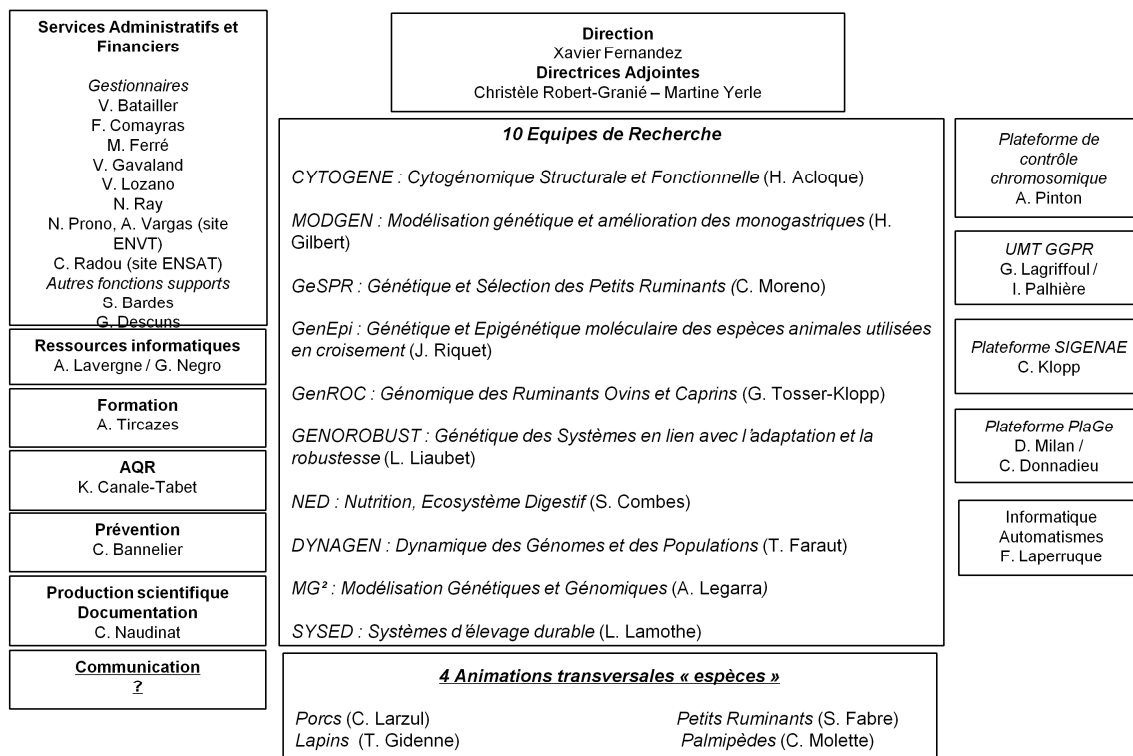 Services Administratifs et
Financiers
Gestionnaires
V. Batailler
F. Comayras
M. Ferré
V. Gavaland
V. Lozano
N. Ray
N. Prono, A. Vargas (site
ENVT)
C. Radou (site ENSAT)
Autres fonctions supports
S. Bardes
G. Descuns
Ressources informatiques
A. Lavergne / G. Negro
Formation
A. Tircazes
AQR
K. Canale-Tabet
Prévention
C. Bannelier
Production scientifique
Documentation
C. Naudinat
Communication
?
Direction
Xavier Fernandez
Directrices Adjointes
Christèle Robert-Granié – Martine Yerle
10 Equipes de Recherche
CYTOGENE : Cytogénomique Structurale et Fonctionnelle (H. Acloque)
MODGEN : Modélisation génétique et amélioration des monogastriques (H.
Gilbert)
GeSPR : Génétique et Sélection des Petits Ruminants (C. Moreno)
GenEpi : Génétique et Epigénétique moléculaire des espèces animales utilisées
en croisement (J. Riquet)
GenROC : Génomique des Ruminants Ovins et Caprins (G. Tosser-Klopp)
GENOROBUST : Génétique des Systèmes en lien avec l'adaptation et la
robustesse (L. Liaubet)
NED : Nutrition, Ecosystème Digestif (S. Combes)
DYNAGEN : Dynamique des Génomes et des Populations (T. Faraut)
MG² : Modélisation Génétiques et Génomiques (A. Legarra)
SYSED : Systèmes d'élevage durable (L. Lamothe)
4 Animations transversales « espèces »
Porcs (C. Larzul)
Petits Ruminants (S. Fabre)
Lapins (T. Gidenne)
Palmipèdes (C. Molette)
Plateforme de
contrôle
chromosomique
A. Pinton
UMT GGPR
G. Lagriffoul /
I. Palhière
Plateforme SIGENAE
C. Klopp
Plateforme PlaGe
D. Milan /
C. Donnadieu
Informatique
Automatismes
F. Laperruque